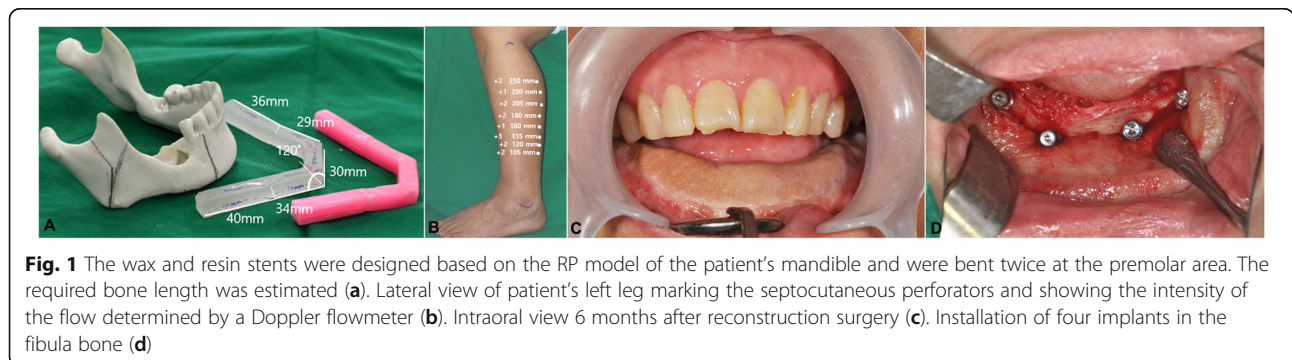 36mm
29mm
120°
30mm
34mm
40mm
A
+2 250 mm
+1 230 mm
+2 205 mm
+2 180 mm
+1 160 mm
+3 135 mm
+2 120 mm
+2 105 mm
B
C
D
Fig. 1 The wax and resin stents were designed based on the RP model of the patient's mandible and were bent twice at the premolar area. The
required bone length was estimated (a). Lateral view of patient's left leg marking the septocutaneous perforators and showing the intensity of
the flow determined by a Doppler flowmeter (b). Intraoral view 6 months after reconstruction surgery (c). Installation of four implants in the
fibula bone (d)